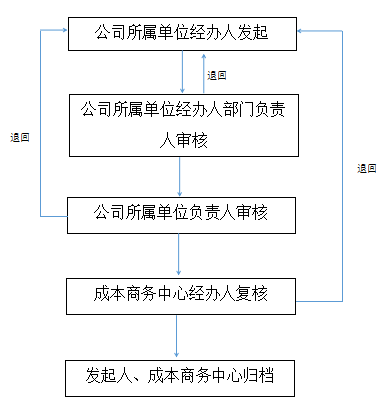 公司所属单位经办人发起
退回
公司所属单位经办人部门负责
人审核
退回
退回
公司所属单位负责人审核
成本商务中心经办人复核
发起人、成本商务中心归档